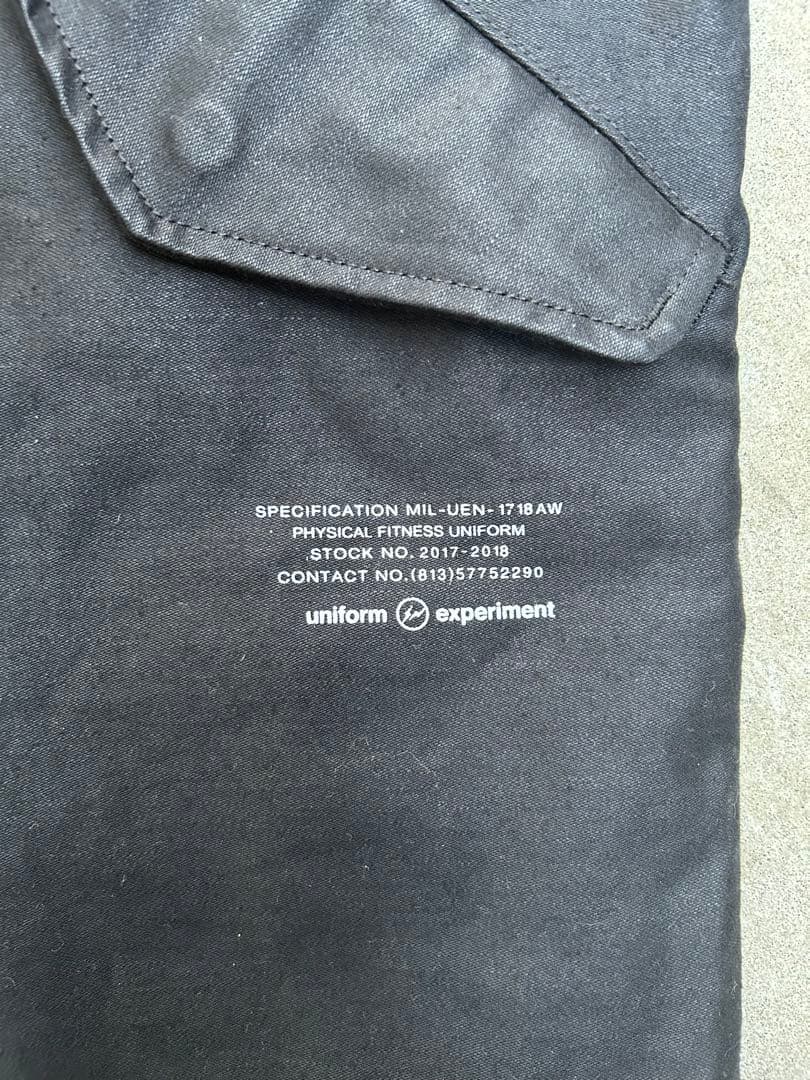 SPECIFICATION MIL-UEN-1718AW
PHYSICAL FITNESS UNIFORM
STOCK NO. 2017-2018
CONTACT NO.(813)57752290
uniform experiment